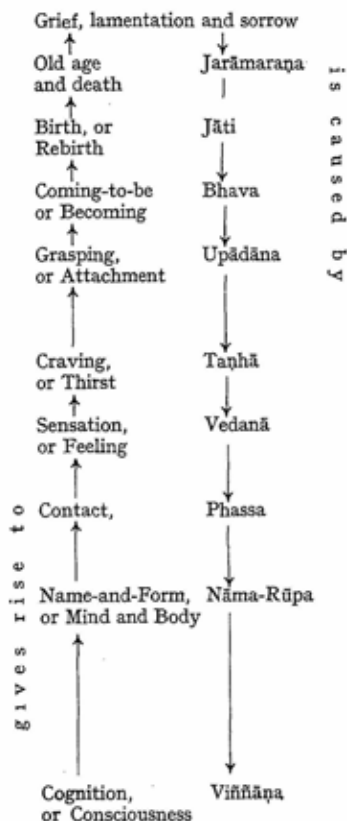 Grief, lamentation and sorrow
Old age
and death
Jarāmaraṇa
Birth, or
Rebirth
Jāti
Coming-to-be
or Becoming
Bhava
Grasping,
or Attachment
Upādāna
Craving,
or Thirst
Taṇhā
Sensation,
or Feeling
Vedanā
Contact,
Phassa
Name-and-Form,
or Mind and Body
Nāma-Rūpa
Cognition,
or Consciousness
Viññāṇa
gives rise to
is caused by